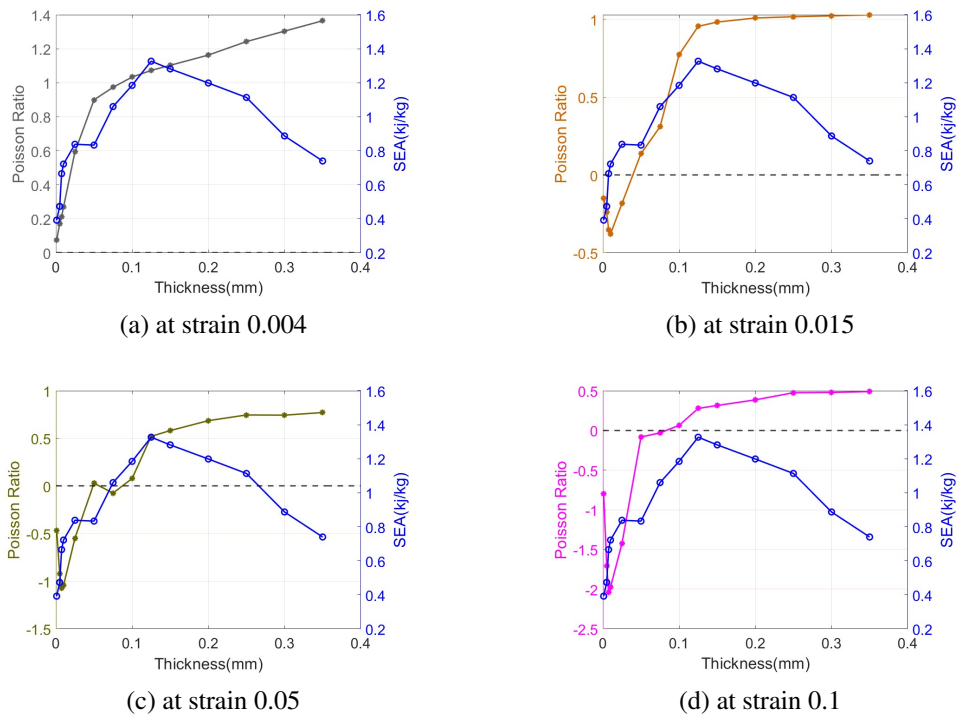 1.4
1.2
1
0.8
0.6
0.4
0.2
0
Poisson Ratio
1.6
1.4
1.2
1.0
0.8
0.6
0.4
0.2
SEA(kj/kg)
0 0.1 0.2 0.3 0.4
Thickness(mm)
(a) at strain 0.004
1
0.5
0
-0.5
Poisson Ratio
1.6
1.4
1.2
1
0.8
0.6
0.4
0.2
SEA(kj/kg)
0 0.1 0.2 0.3 0.4
Thickness(mm)
(b) at strain 0.015
1
0.5
0
-0.5
-1
-1.5
Poisson Ratio
1.6
1.4
1.2
1
0.8
0.6
0.4
0.2
SEA(kj/kg)
0 0.1 0.2 0.3 0.4
Thickness(mm)
(c) at strain 0.05
0.5
0
-0.5
-1
-1.5
-2
-2.5
Poisson Ratio
1.6
1.4
1.2
1
0.8
0.6
0.4
0.2
SEA(kj/kg)
0 0.1 0.2 0.3 0.4
Thickness(mm)
(d) at strain 0.1